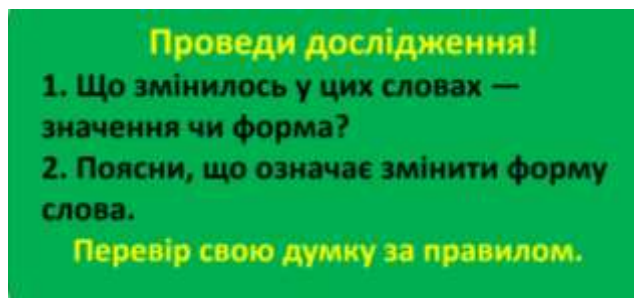 Проведи дослідження!
1. Що змінилось у цих словах —
значення чи форма?
2. Поясни, що означає змінити форму
слова.
Перевір свою думку за правилом.